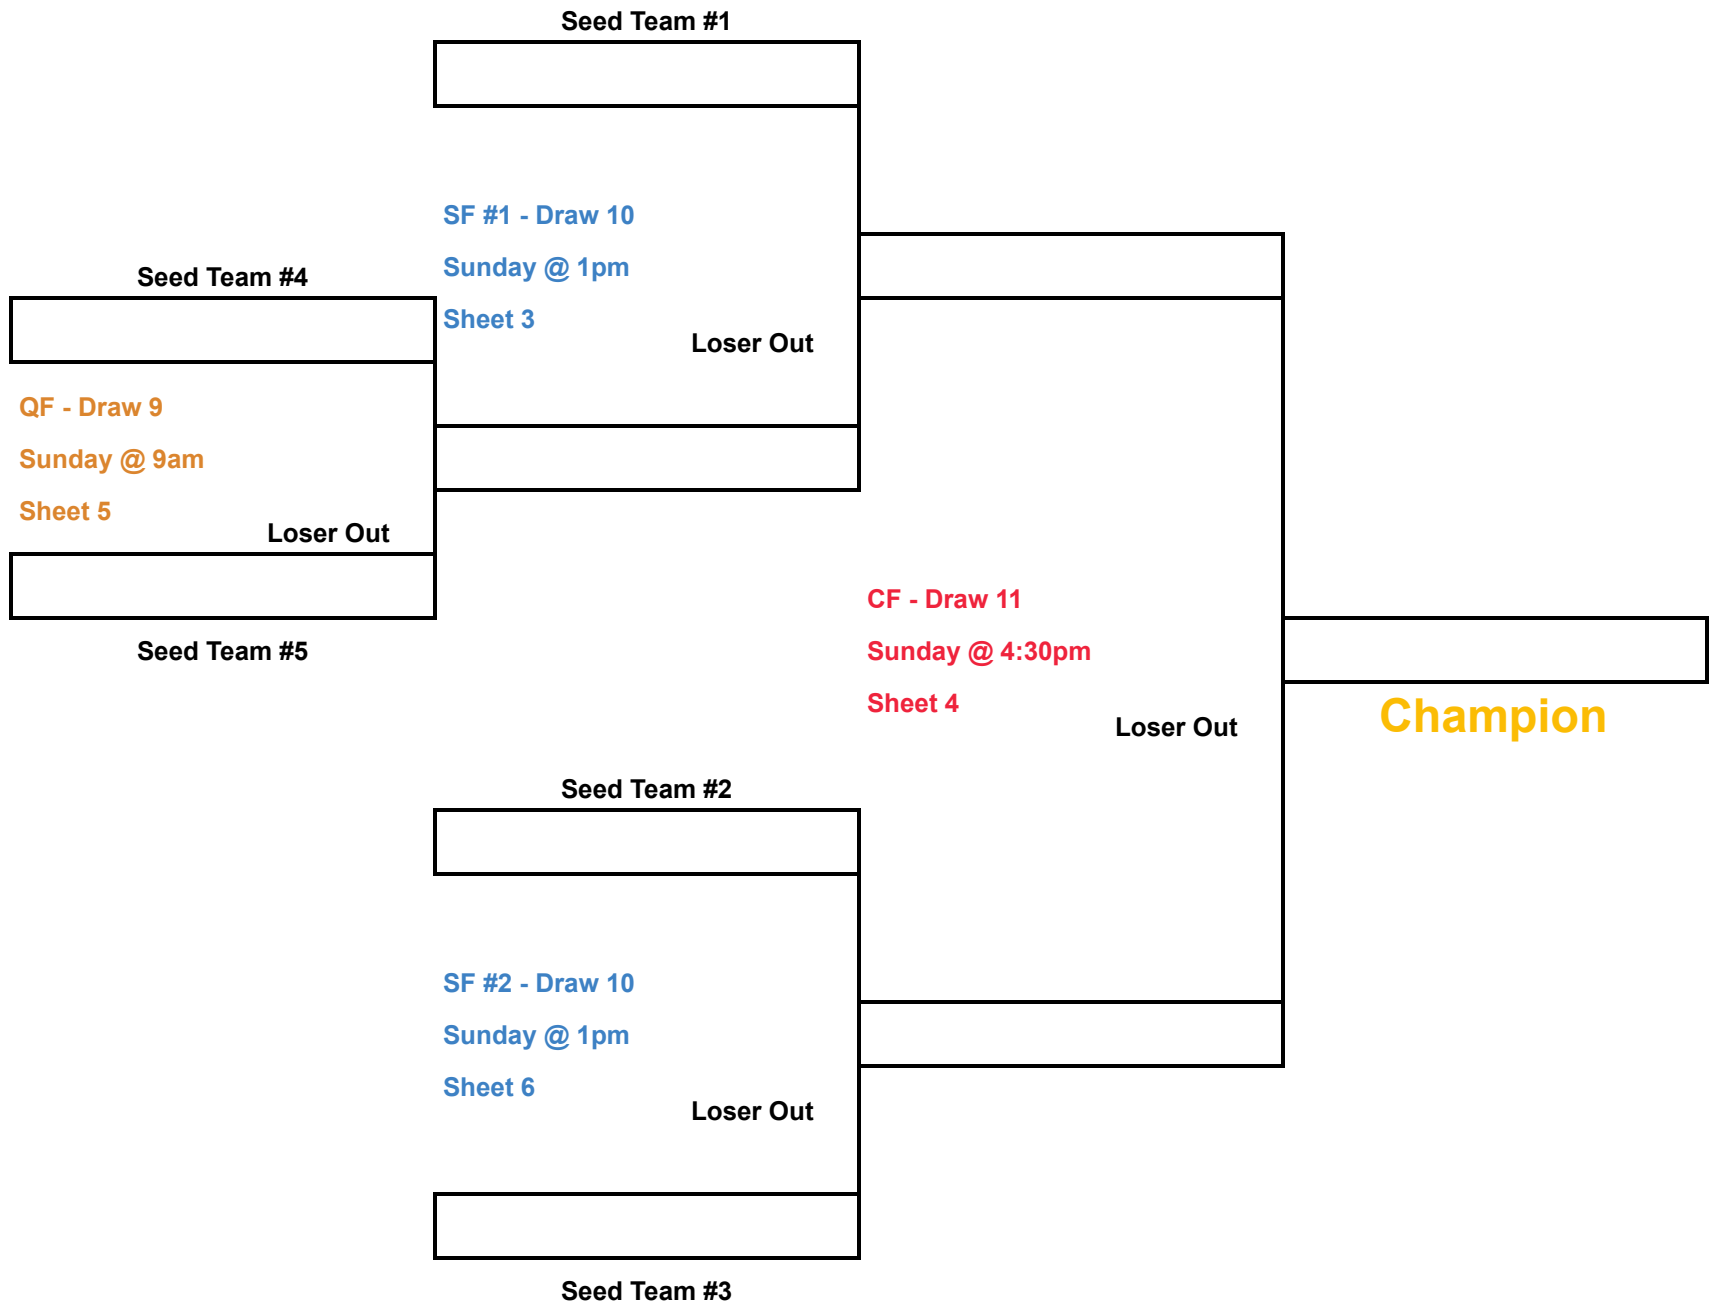 Seed Team #1
SF #1 - Draw 10
Sunday @ 1pm
Sheet 3
Loser Out
Seed Team #4
QF - Draw 9
Sunday @ 9am
Sheet 5
Loser Out
Seed Team #5
CF - Draw 11
Sunday @ 4:30pm
Sheet 4
Loser Out
Champion
Seed Team #2
SF #2 - Draw 10
Sunday @ 1pm
Sheet 6
Loser Out
Seed Team #3